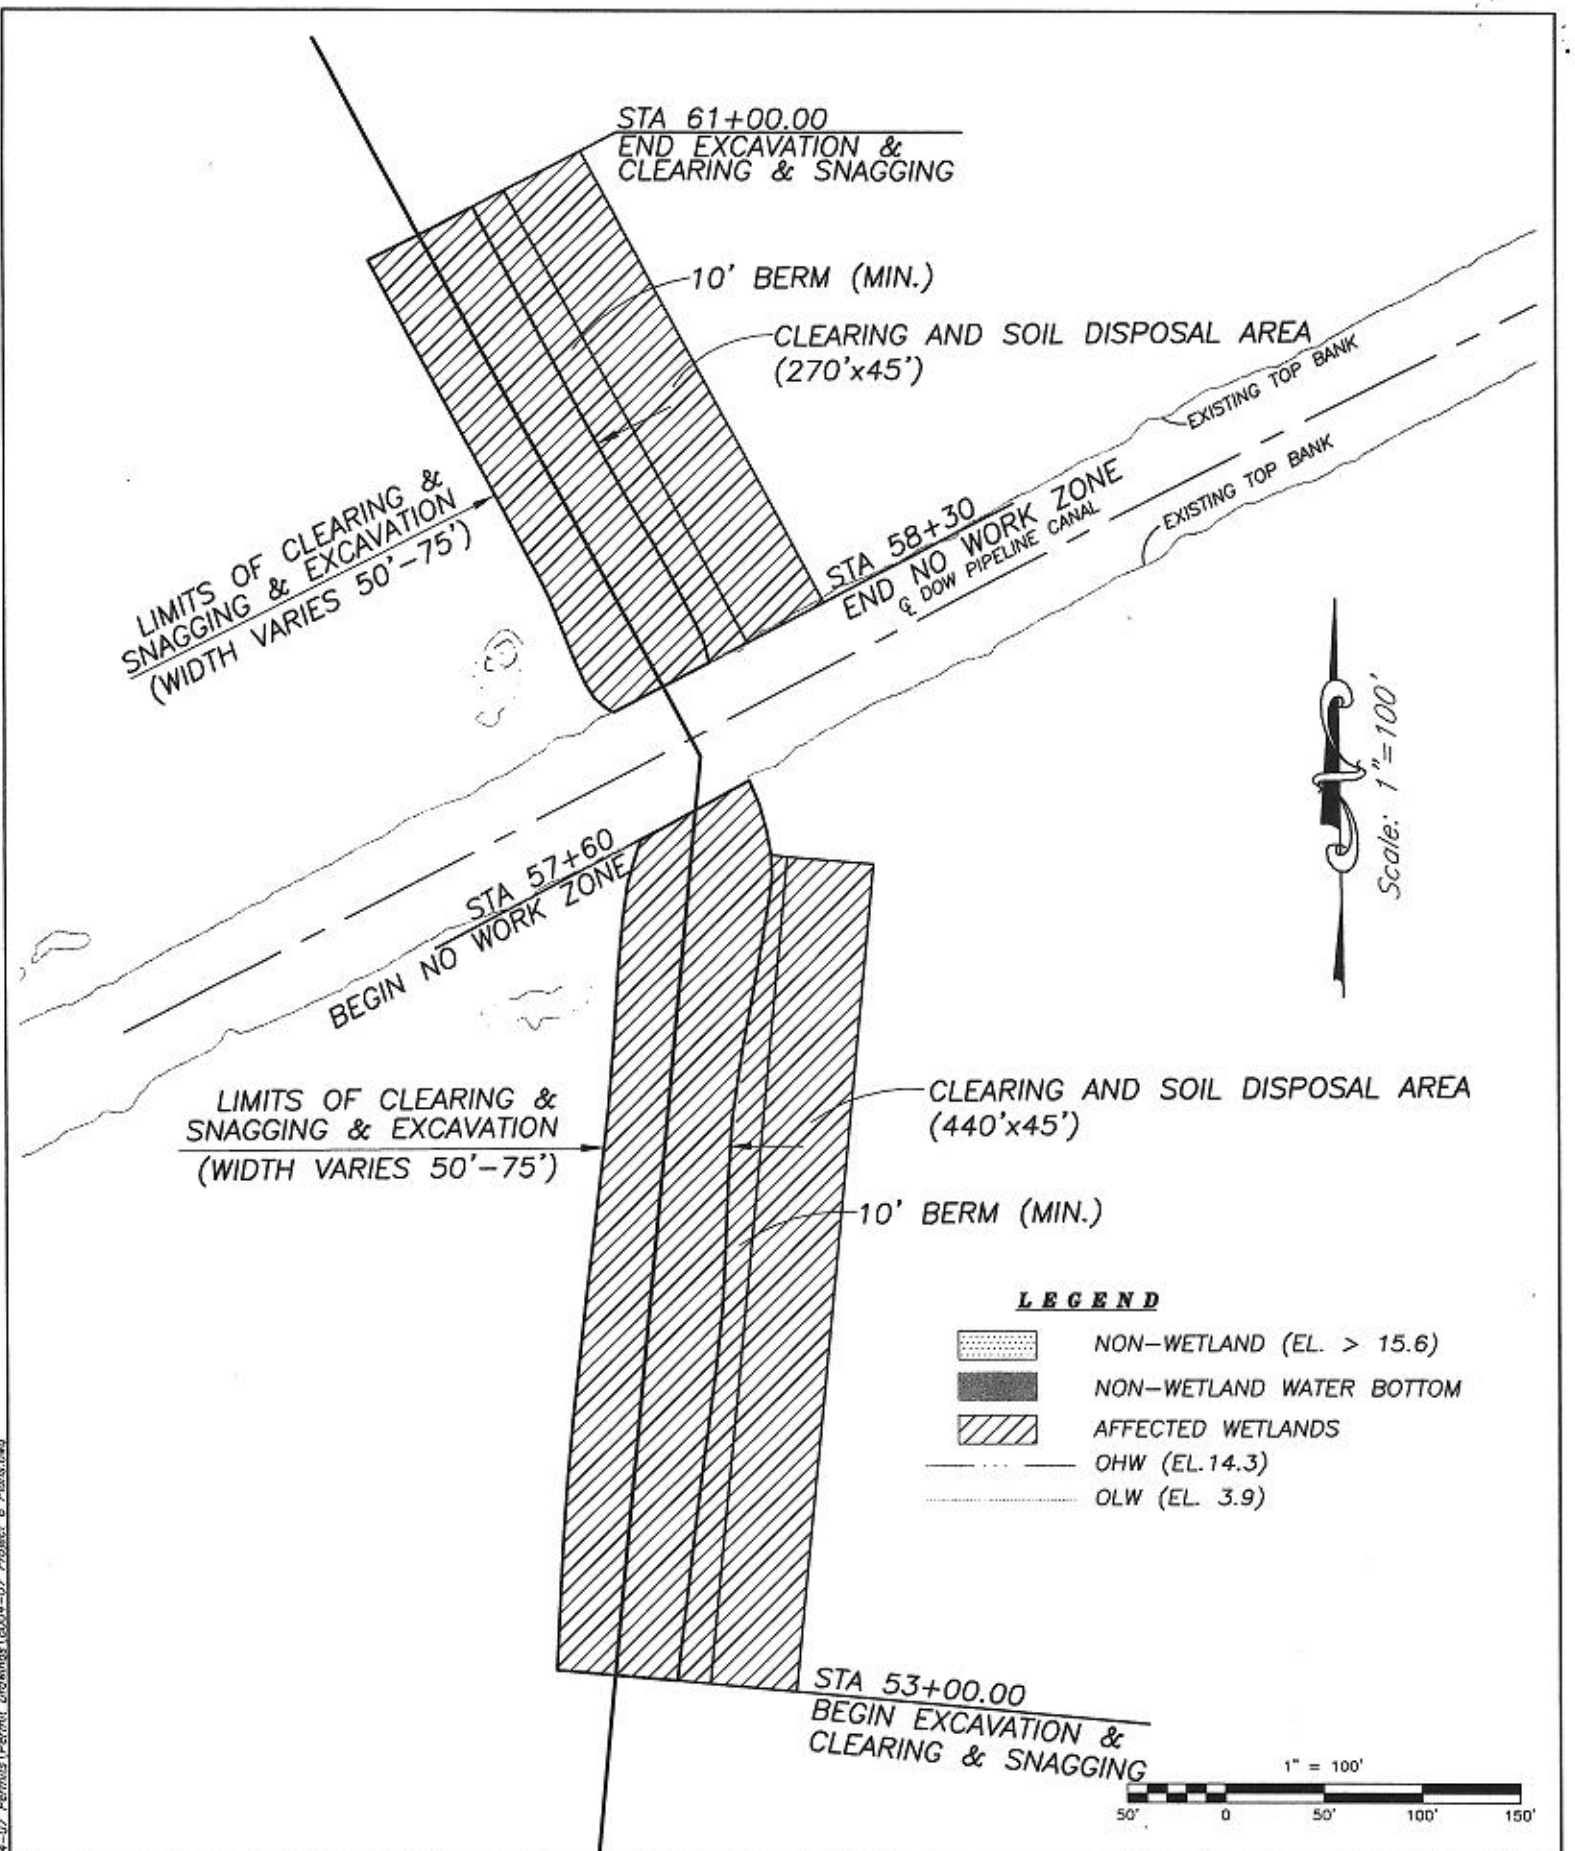 STA 61+00.00
END EXCAVATION &
CLEARING & SNAGGING
10' BERM (MIN.)
CLEARING AND SOIL DISPOSAL AREA
(270'x45')
EXISTING TOP BANK
EXISTING TOP BANK
LIMITS OF CLEARING &
SNAGGING & EXCAVATION
(WIDTH VARIES 50'-75')
STA 58+30
END NO WORK ZONE
℄ DOW PIPELINE CANAL
Scale: 1"=100'
STA 57+60
BEGIN NO WORK ZONE
LIMITS OF CLEARING &
SNAGGING & EXCAVATION
(WIDTH VARIES 50'-75')
CLEARING AND SOIL DISPOSAL AREA
(440'x45')
10' BERM (MIN.)
LEGEND
NON-WETLAND (EL. > 15.6)
NON-WETLAND WATER BOTTOM
AFFECTED WETLANDS
OHW (EL.14.3)
OLW (EL. 3.9)
STA 53+00.00
BEGIN EXCAVATION &
CLEARING & SNAGGING
1" = 100'
50' 0 50' 100' 150'